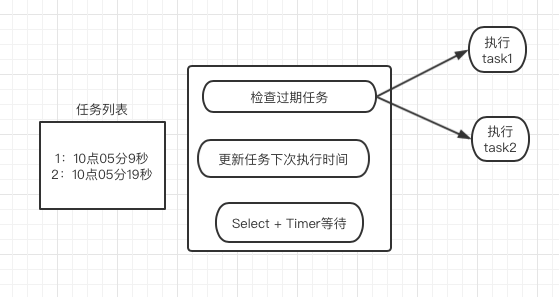 任务列表
1：10点05分9秒
2：10点05分19秒
检查过期任务
更新任务下次执行时间
Select + Timer等待
执行
task1
执行
task2